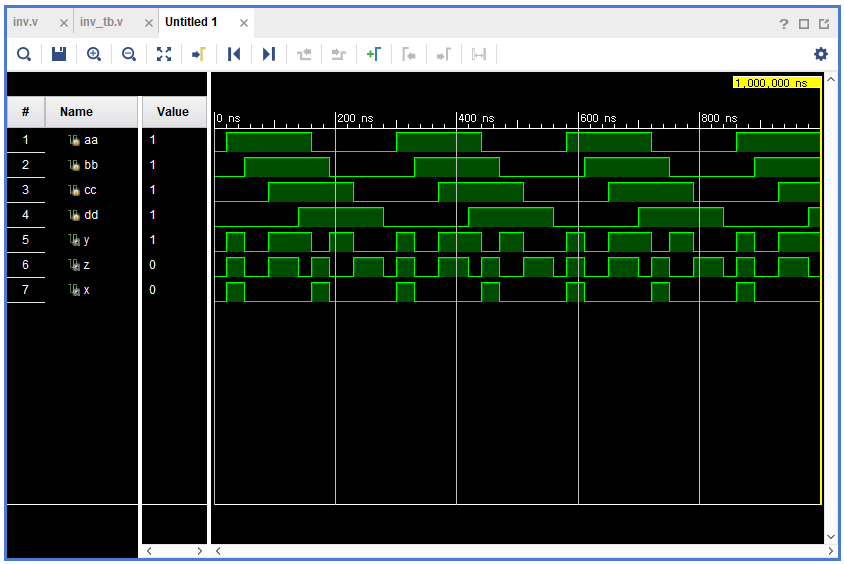 inv.v × inv_tb.v × Untitled 1 ×
1,000,000 ns
# Name Value
0 ns 200 ns 400 ns 600 ns 800 ns
1 aa 1
2 bb 1
3 cc 1
4 dd 1
5 y 1
6 z 0
7 x 0